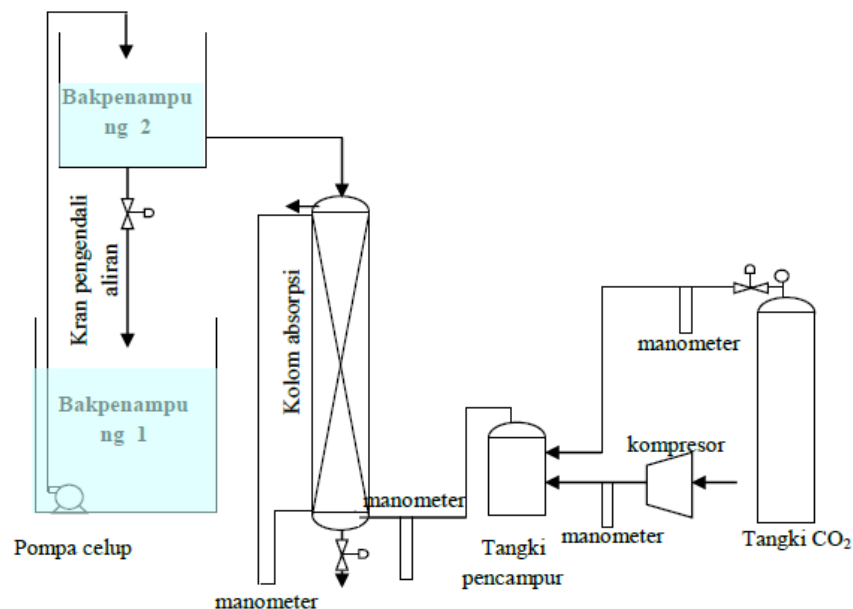 Bakpenampu
ng 2
Kran pengendali
aliran
Bakpenampu
ng 1
Pompa celup
Kolom absorpsi
manometer
manometer
Tangki
pencampur
manometer
kompresor
manometer
Tangki CO₂